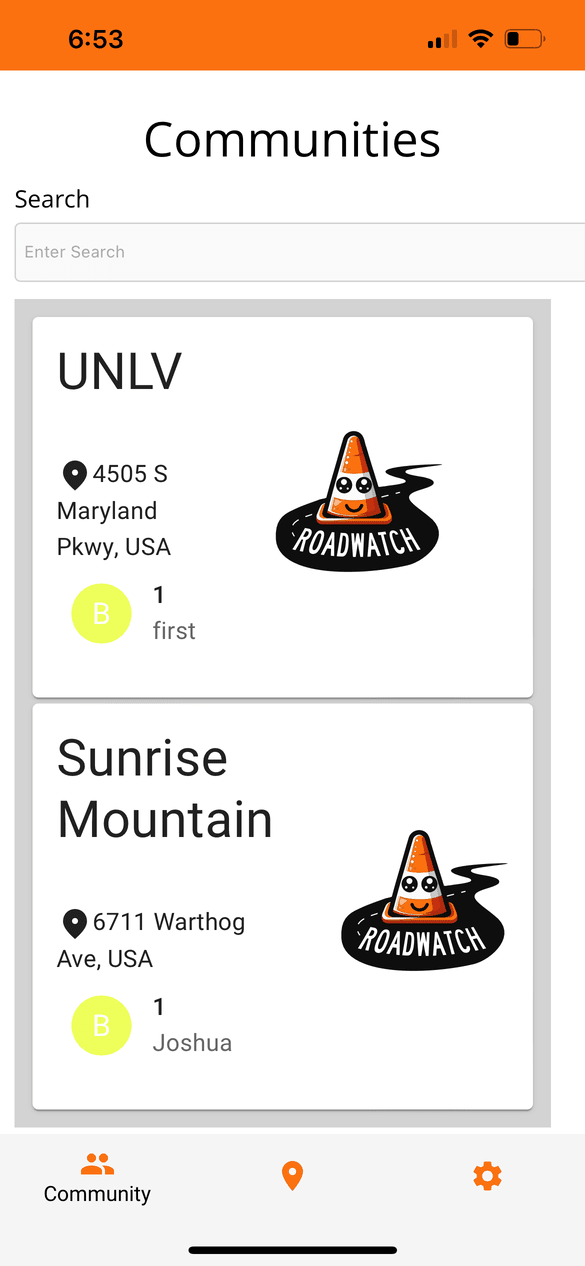 6:53
Communities
Search
Enter Search
UNLV
4505 S
Maryland
Pkwy, USA
ROADWATCH
B
1
first
Sunrise
Mountain
6711 Warthog
Ave, USA
ROADWATCH
B
1
Joshua
Community